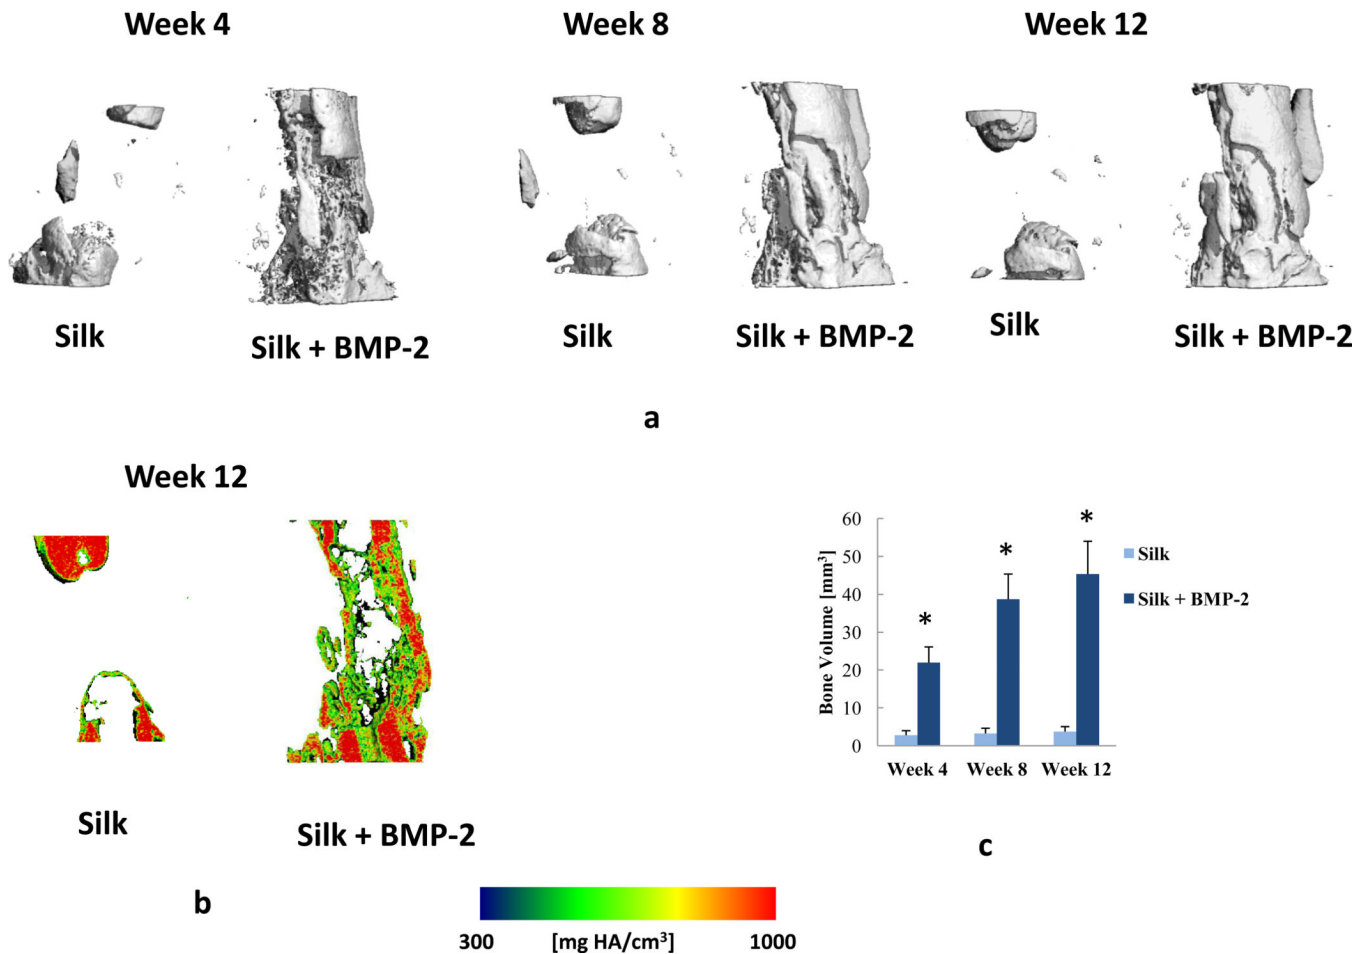 Week 4
Week 8
Week 12
Silk
Silk + BMP-2
Silk
Silk + BMP-2
Silk
Silk + BMP-2
a
Week 12
Silk
Silk + BMP-2
b
300 [mg HA/cm³] 1000
60
50
40
30
20
10
0
Bone Volume [mm³]
*
*
*
Week 4 Week 8 Week 12
Silk
Silk + BMP-2
c